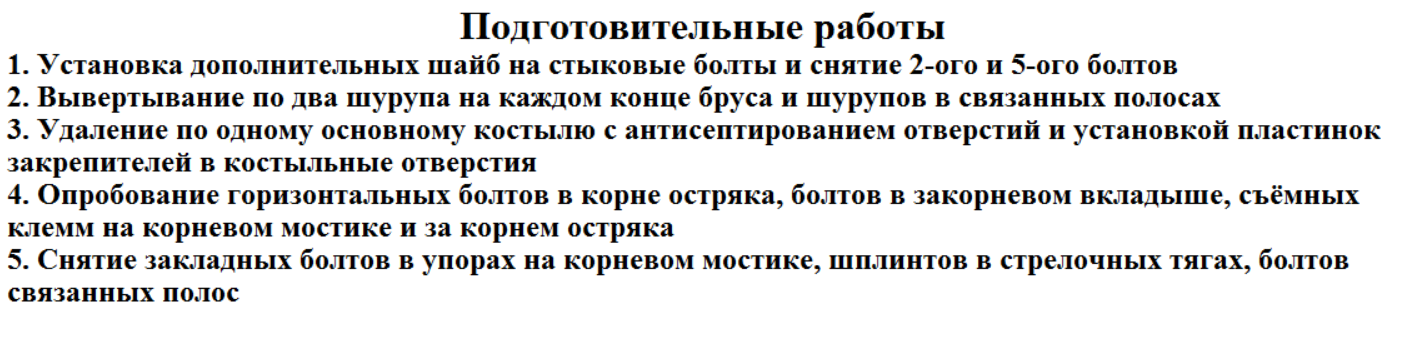 Подготовительные работы
1. Установка дополнительных шайб на стыковые болты и снятие 2-ого и 5-ого болтов
2. Вывертывание по два шурупа на каждом конце бруса и шурупов в связанных полосах
3. Удаление по одному основному костылю с антисептированием отверстий и установкой пластинок
закрепителей в костыльные отверстия
4. Опробование горизонтальных болтов в корне остряка, болтов в закорневом вкладыше, съёмных
клемм на корневом мостике и за корнем остряка
5. Снятие закладных болтов в упорах на корневом мостике, шплинтов в стрелочных тягах, болтов
связанных полос